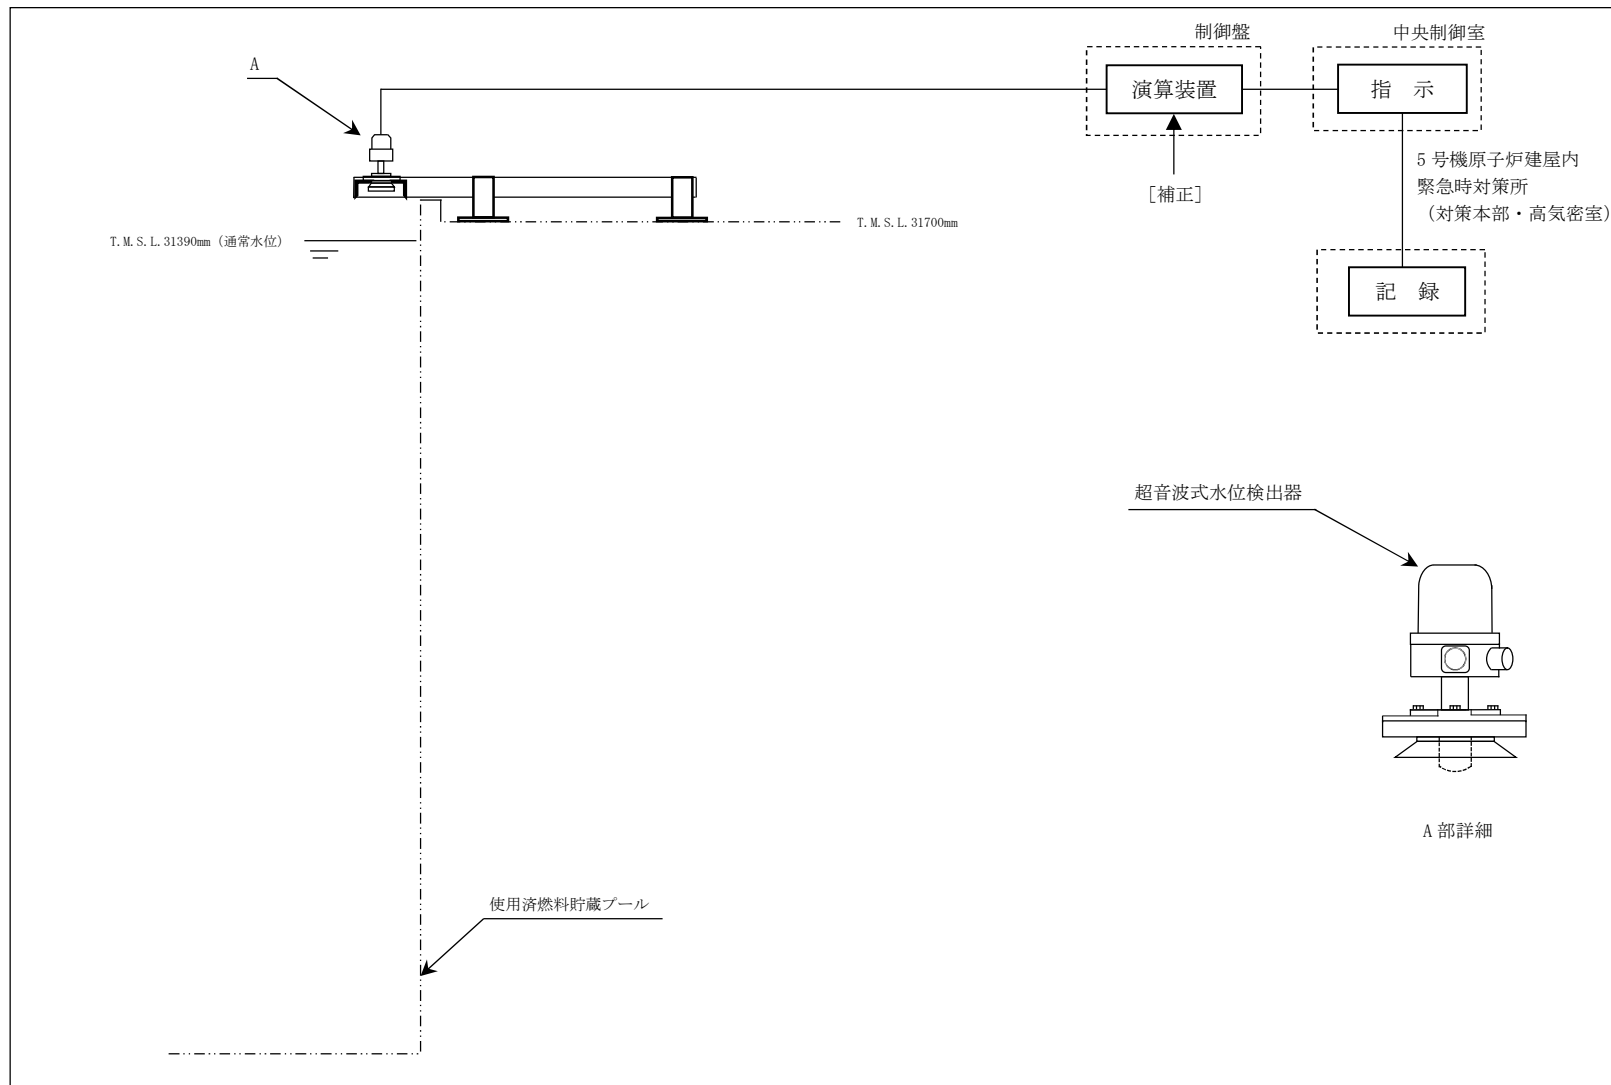 制御盤
中央制御室
A
演算装置
指 示
[補正]
5 号機原子炉建屋内
緊急時対策所
（対策本部・高気密室）
T.M.S.L.31700mm
T.M.S.L.31390mm（通常水位）
記 録
超音波式水位検出器
A 部詳細
使用済燃料貯蔵プール